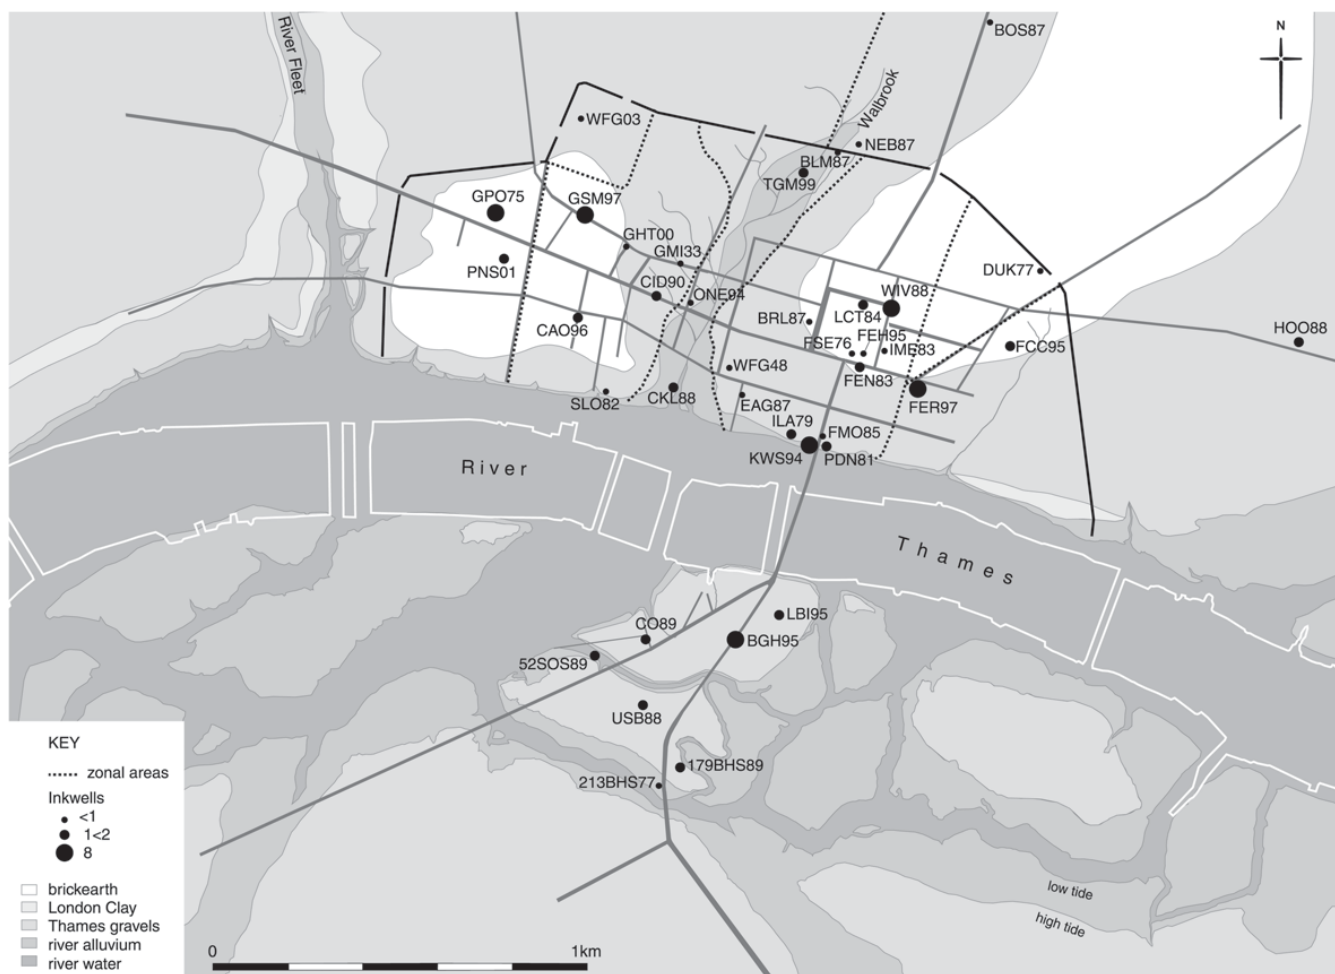 BOS87
N
River Fleet
Walbrook
WFG03
NEB87
BLM87
TGM99
GPO75
GSM97
GHT00
GMI33
PNS01
DUK77
CID90
ONE94
WIV88
LCT84
BRL87
CAO96
FEH95
FSE76
IME83
FCC95
HOO88
WFG48
FEN83
SLO82
CKL88
EAG87
FER97
ILA79
FMO85
KWS94
PDN81
River
Thames
LBI95
CO89
BGH95
52SOS89
USB88
179BHS89
213BHS77
KEY
zonal areas
Inkwells
<1
1<2
8
brickearth
London Clay
Thames gravels
river alluvium
river water
low tide
high tide
0
1km